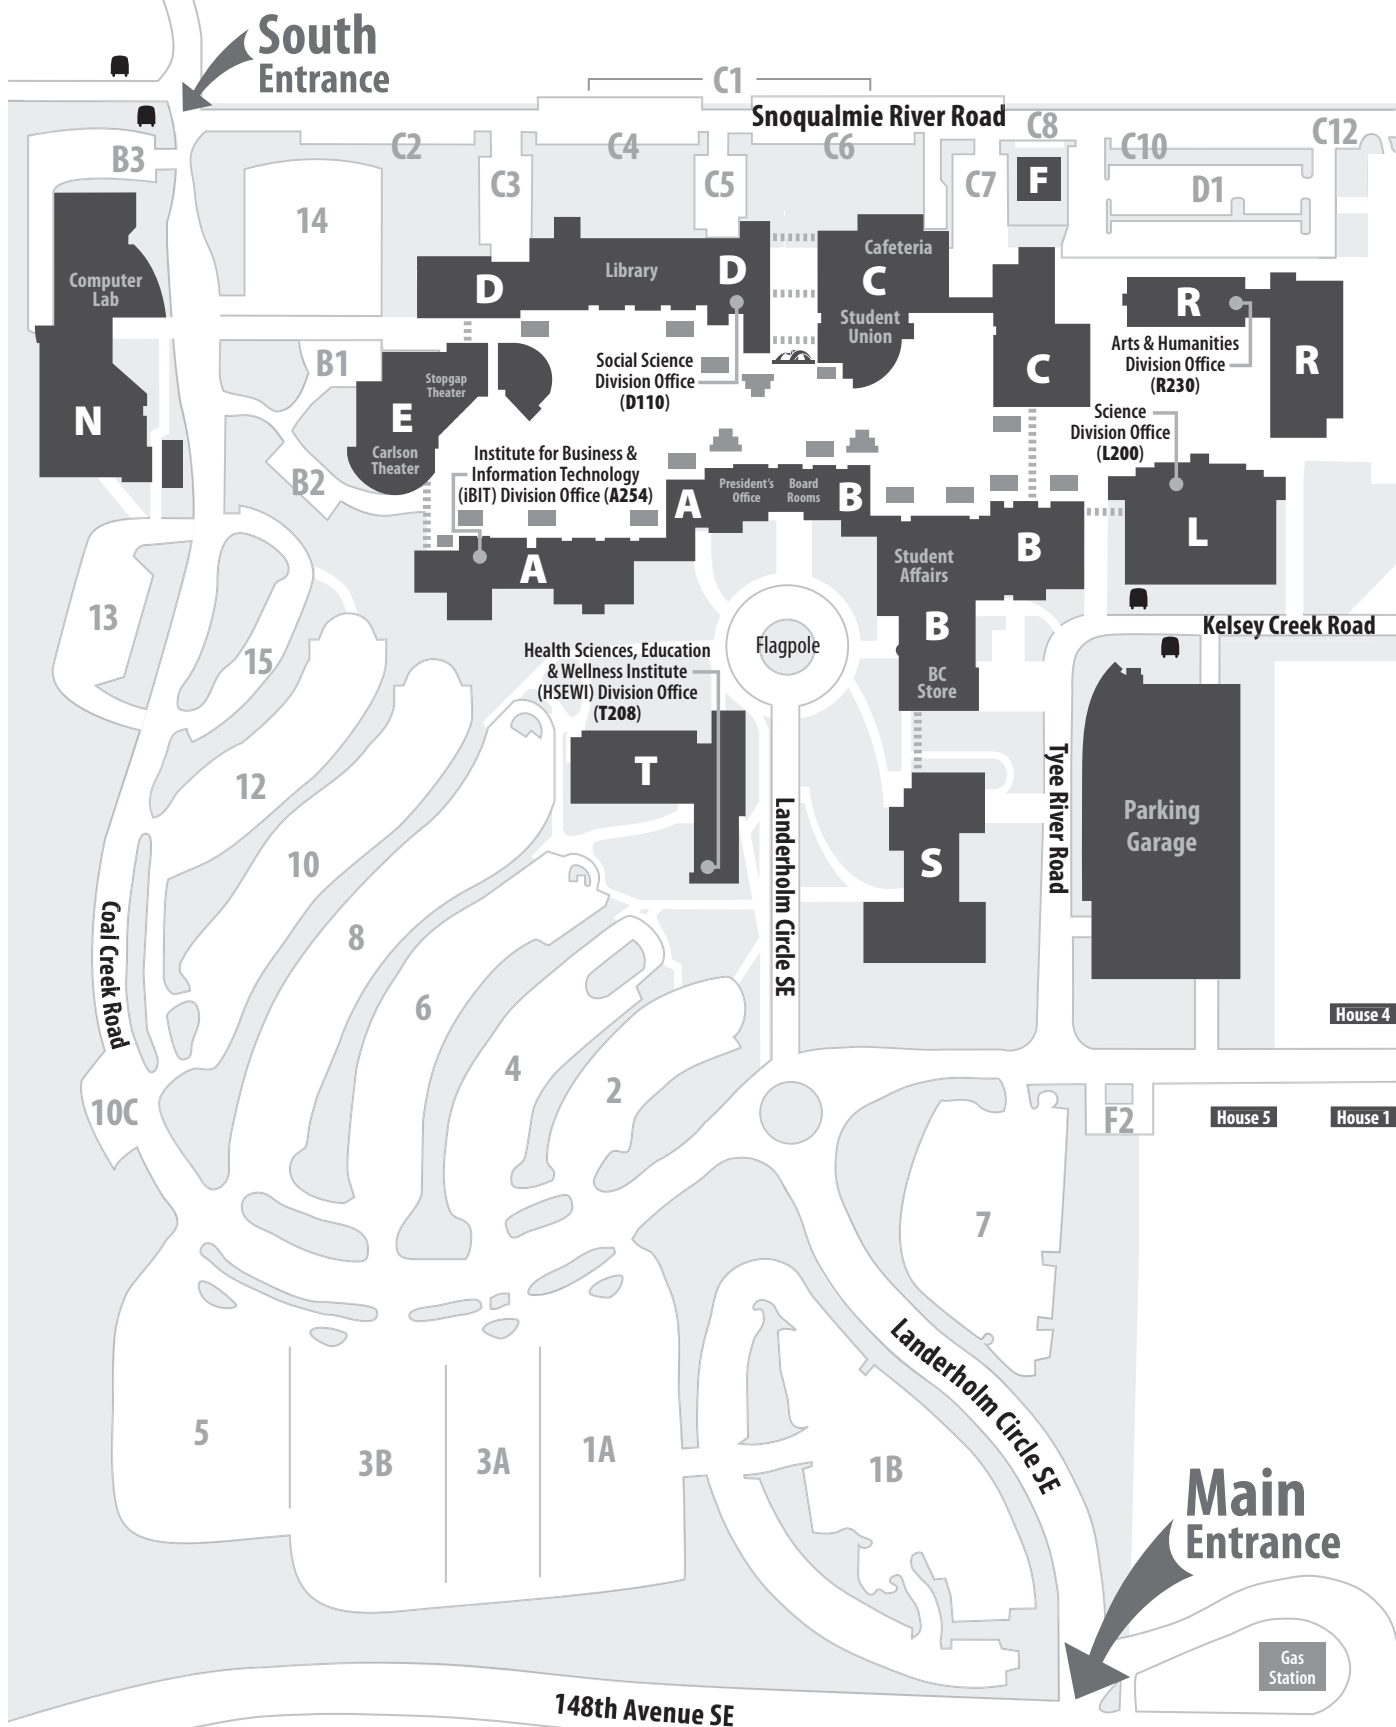 South
Entrance
C1
Snoqualmie River Road
C8
C12
B3
C2
C4
C6
C10
C3
C5
C7
F
D1
14
Computer
Lab
D
Library
D
Cafeteria
C
Student
Union
R
Arts & Humanities
Division Office
(R230)
R
C
B1
Stopgap
Theater
Social Science
Division Office
(D110)
N
E
Carlson
Theater
Science
Division Office
(L200)
B2
Institute for Business &
Information Technology
(iBIT) Division Office (A254)
A
President's
Office
Board
Rooms
B
L
A
Student
Affairs
B
13
15
Kelsey Creek Road
Flagpole
B
BC
Store
Health Sciences, Education
& Wellness Institute
(HSEWI) Division Office
(T208)
T
12
10
8
6
4
2
Landerholm Circle SE
S
Tyee River Road
Parking
Garage
Coal Creek Road
House 4
10C
F2
House 5
House 1
7
Landerholm Circle SE
5
3B
3A
1A
1B
Main
Entrance
Gas
Station
148th Avenue SE